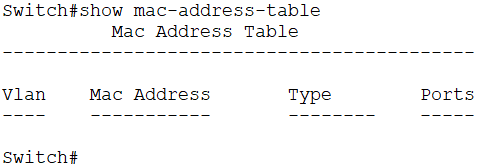 Switch#show mac-address-table
Mac Address Table
-------------------------------------------
Vlan    Mac Address       Type        Ports
----    -----------       --------    -----
Switch#